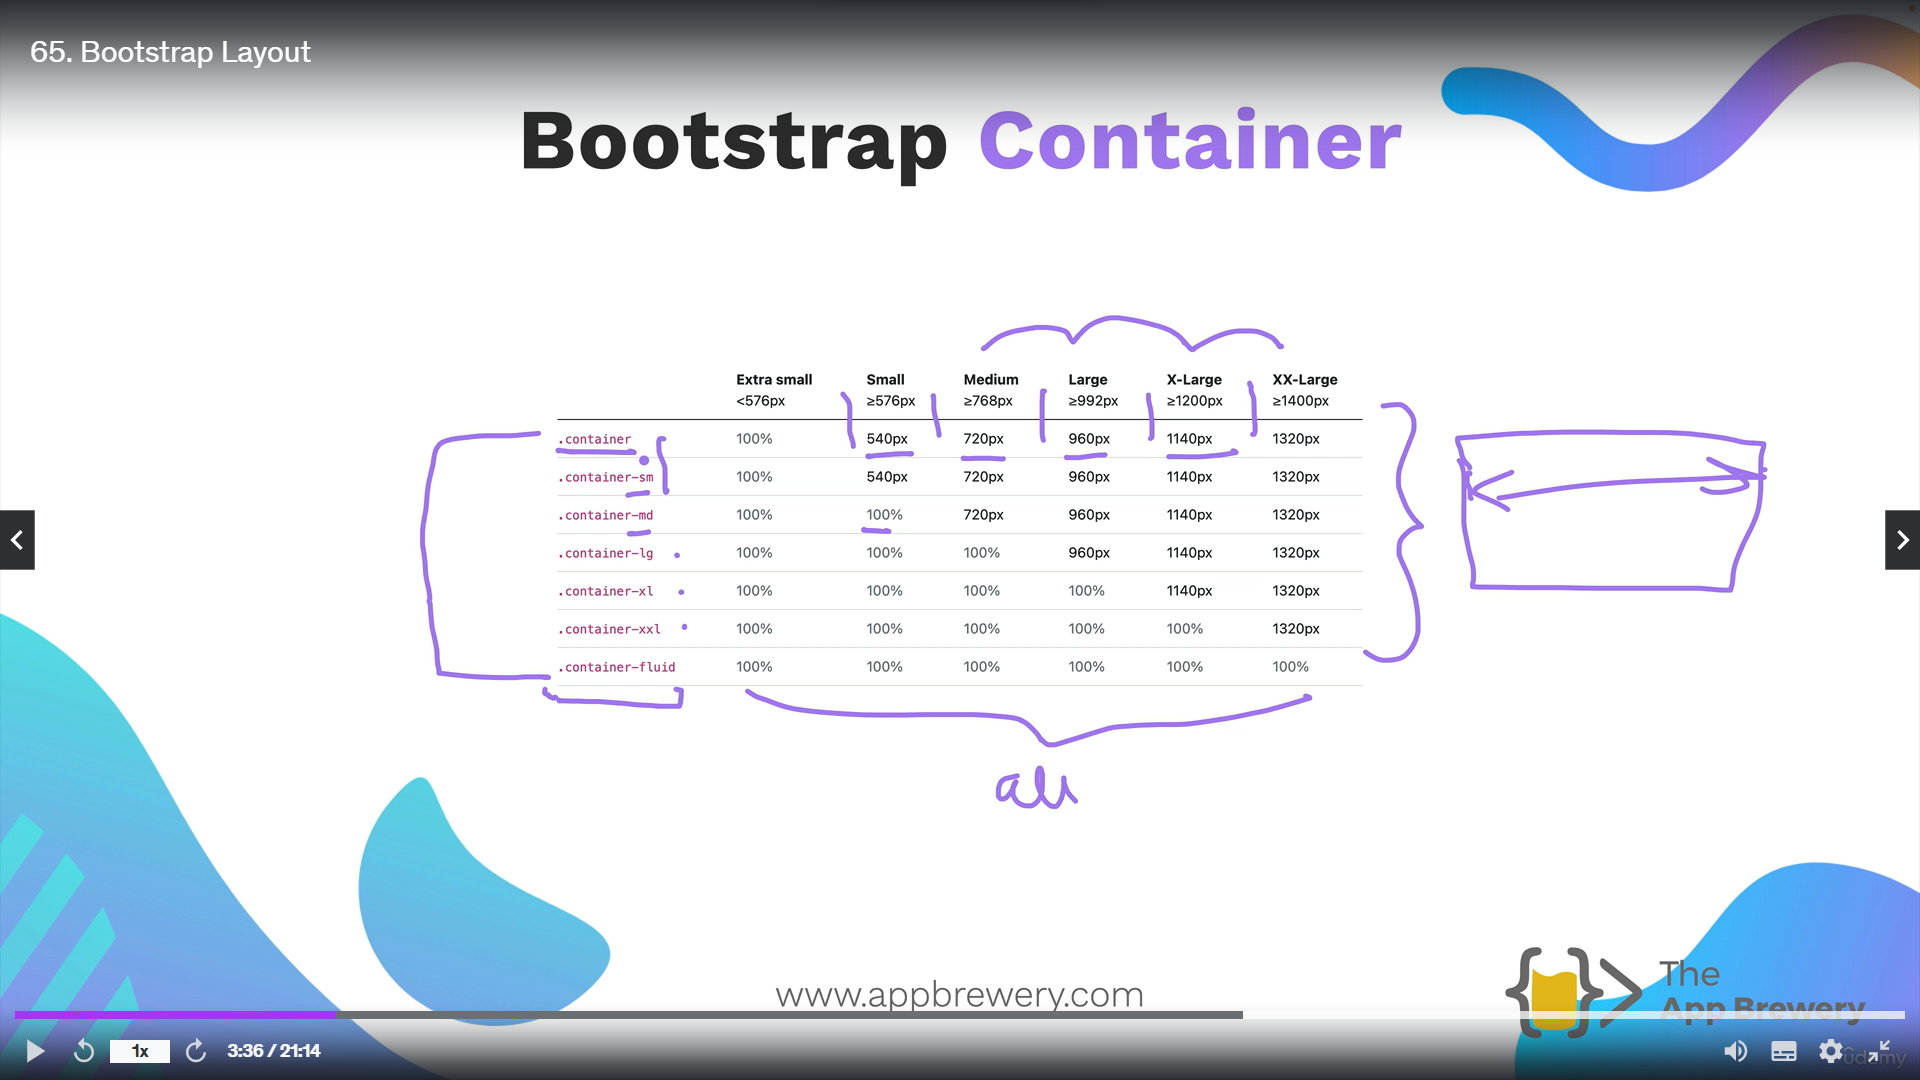 65. Bootstrap Layout
Bootstrap Container
Extra small Small Medium Large X-Large XX-Large
<576px ≥576px ≥768px ≥992px ≥1200px ≥1400px
.container 100% 540px 720px 960px 1140px 1320px
.container-sm 100% 540px 720px 960px 1140px 1320px
.container-md 100% 100% 720px 960px 1140px 1320px
.container-lg 100% 100% 100% 960px 1140px 1320px
.container-xl 100% 100% 100% 100% 1140px 1320px
.container-xxl 100% 100% 100% 100% 100% 1320px
.container-fluid 100% 100% 100% 100% 100% 100%
all
www.appbrewery.com
The
App Brewery
1x 3:36 / 21:14
udemy